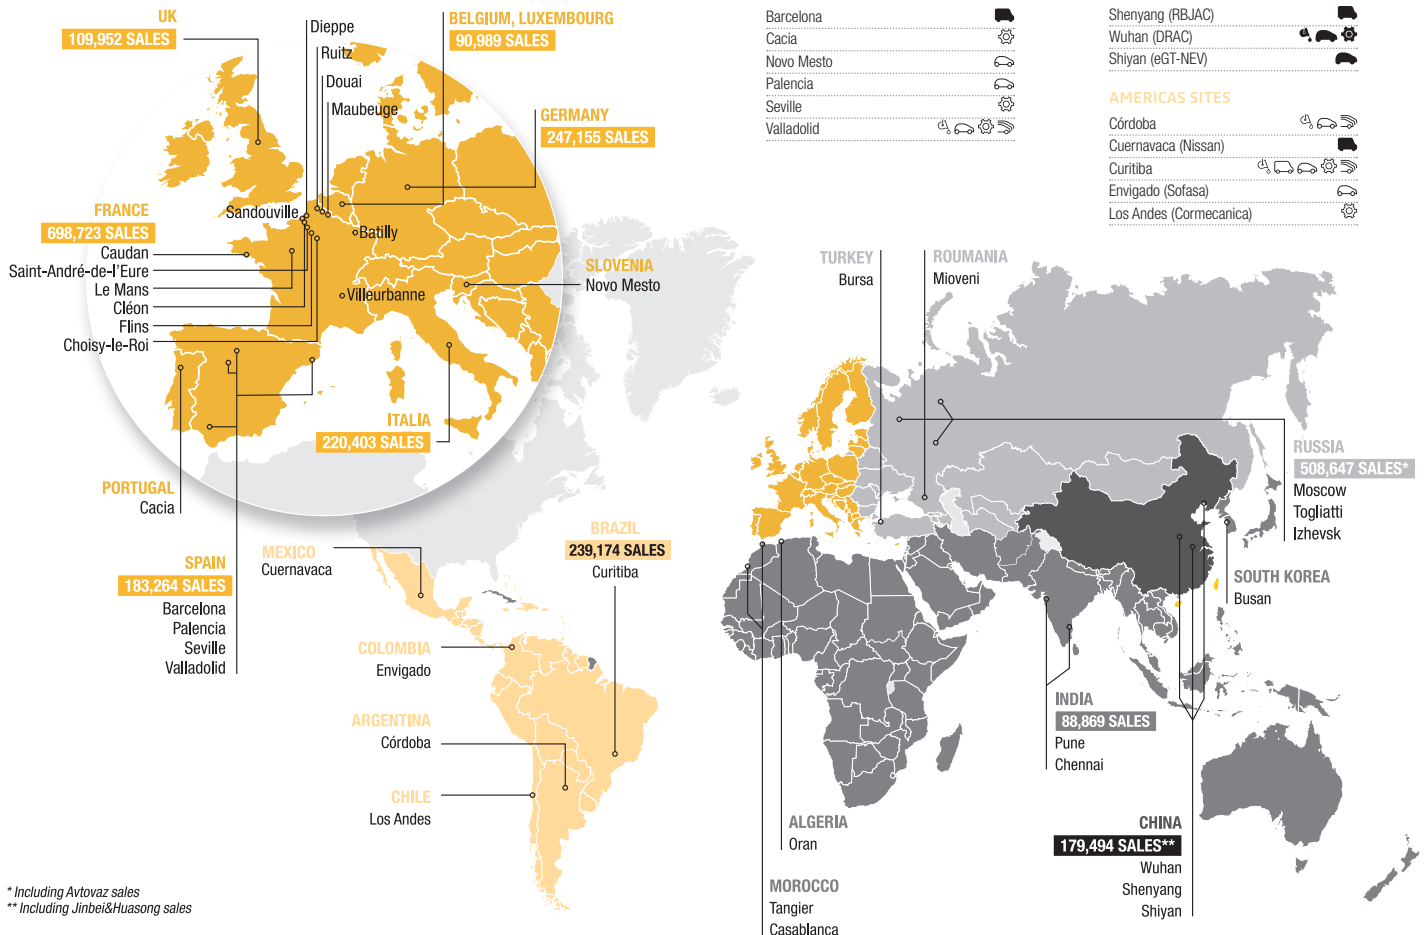 UK
109,952 SALES
Dieppe
Ruitz
Douai
Maubeuge
BELGIUM, LUXEMBOURG
90,989 SALES
GERMANY
247,155 SALES
FRANCE
698,723 SALES
Caudan
Saint-André-de-l'Eure
Le Mans
Cléon
Flins
Choisy-le-Roi
Sandouville
Batilly
Villeurbanne
SLOVENIA
Novo Mesto
ITALIA
220,403 SALES
PORTUGAL
Cacia
SPAIN
183,264 SALES
Barcelona
Palencia
Seville
Valladolid
Barcelona
Cacia
Novo Mesto
Palencia
Seville
Valladolid
Shenyang (RBJAC)
Wuhan (DRAC)
Shiyan (eGT-NEV)
AMERICAS SITES
Córdoba
Cuernavaca (Nissan)
Curitiba
Envigado (Sofasa)
Los Andes (Cormecanica)
TURKEY
Bursa
ROUMANIA
Mioveni
RUSSIA
508,647 SALES*
Moscow
Togliatti
Izhevsk
SOUTH KOREA
Busan
MEXICO
Cuernavaca
BRAZIL
239,174 SALES
Curitiba
COLOMBIA
Envigado
ARGENTINA
Córdoba
CHILE
Los Andes
INDIA
88,869 SALES
Pune
Chennai
ALGERIA
Oran
MOROCCO
Tangier
Casablanca
CHINA
179,494 SALES**
Wuhan
Shenyang
Shiyan
* Including Avtovaz sales
** Including Jinbei&Huasong sales